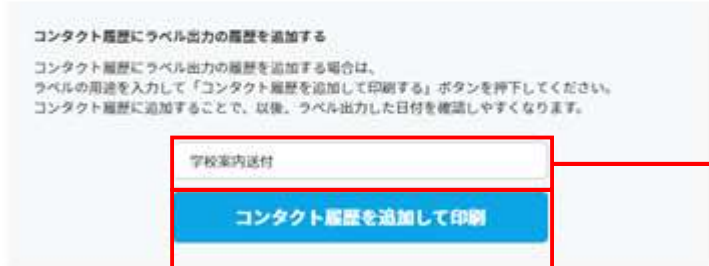 コンタクト履歴にラベル出力の履歴を追加する
コンタクト履歴にラベル出力の履歴を追加する場合は、
ラベルの用途を入力して「コンタクト履歴を追加して印刷する」ボタンを押下してください。
コンタクト履歴に追加することで、以後、ラベル出力した日付を確認しやすくなります。
学校案内送付
コンタクト履歴を追加して印刷